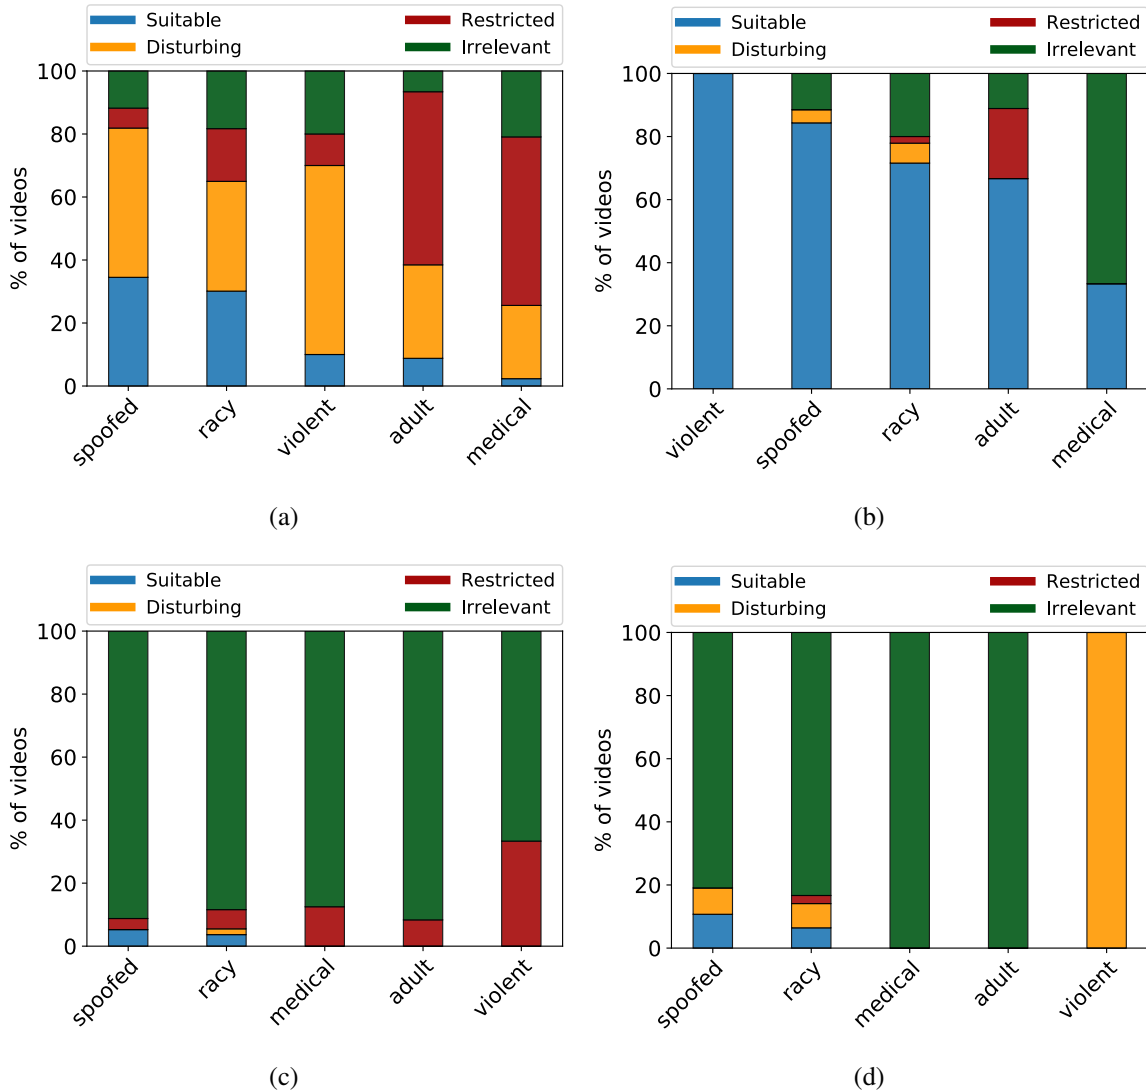 Suitable Restricted
Disturbing Irrelevant
100
80
60
40
20
0
% of videos
spoofed racy violent adult medical
(a)
Suitable Restricted
Disturbing Irrelevant
100
80
60
40
20
0
% of videos
violent spoofed racy adult medical
(b)
Suitable Restricted
Disturbing Irrelevant
100
80
60
40
20
0
% of videos
spoofed racy medical adult violent
(c)
Suitable Restricted
Disturbing Irrelevant
100
80
60
40
20
0
% of videos
spoofed racy medical adult violent
(d)